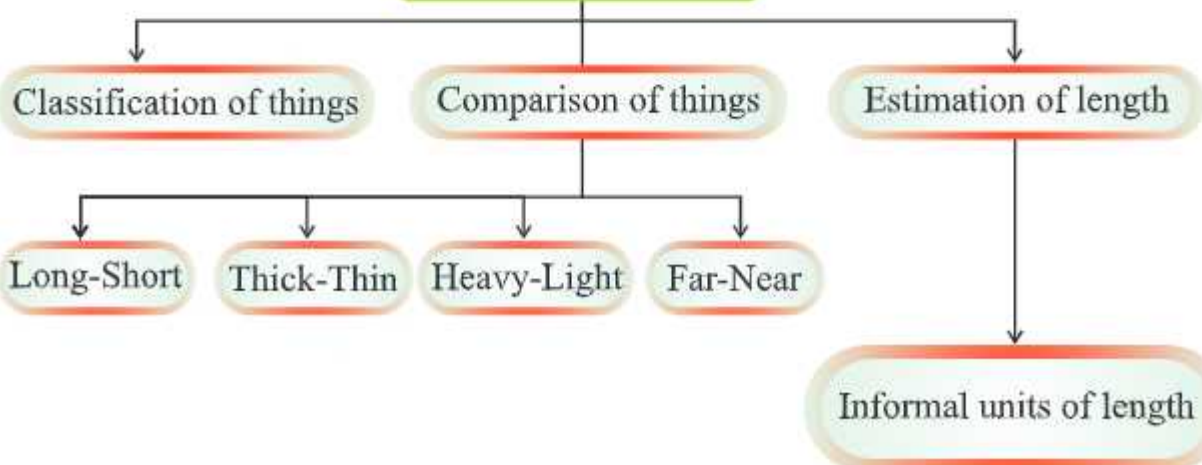 Classification of things
Comparison of things
Estimation of length
Long-Short
Thick-Thin
Heavy-Light
Far-Near
Informal units of length